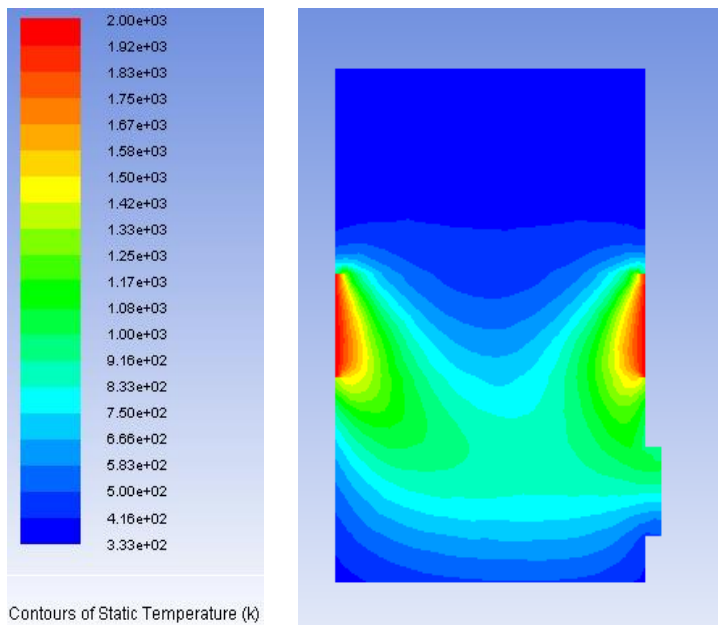 2.00e+03
1.92e+03
1.83e+03
1.75e+03
1.67e+03
1.58e+03
1.50e+03
1.42e+03
1.33e+03
1.25e+03
1.17e+03
1.08e+03
1.00e+03
9.16e+02
8.33e+02
7.50e+02
6.66e+02
5.83e+02
5.00e+02
4.16e+02
3.33e+02
Contours of Static Temperature (k)